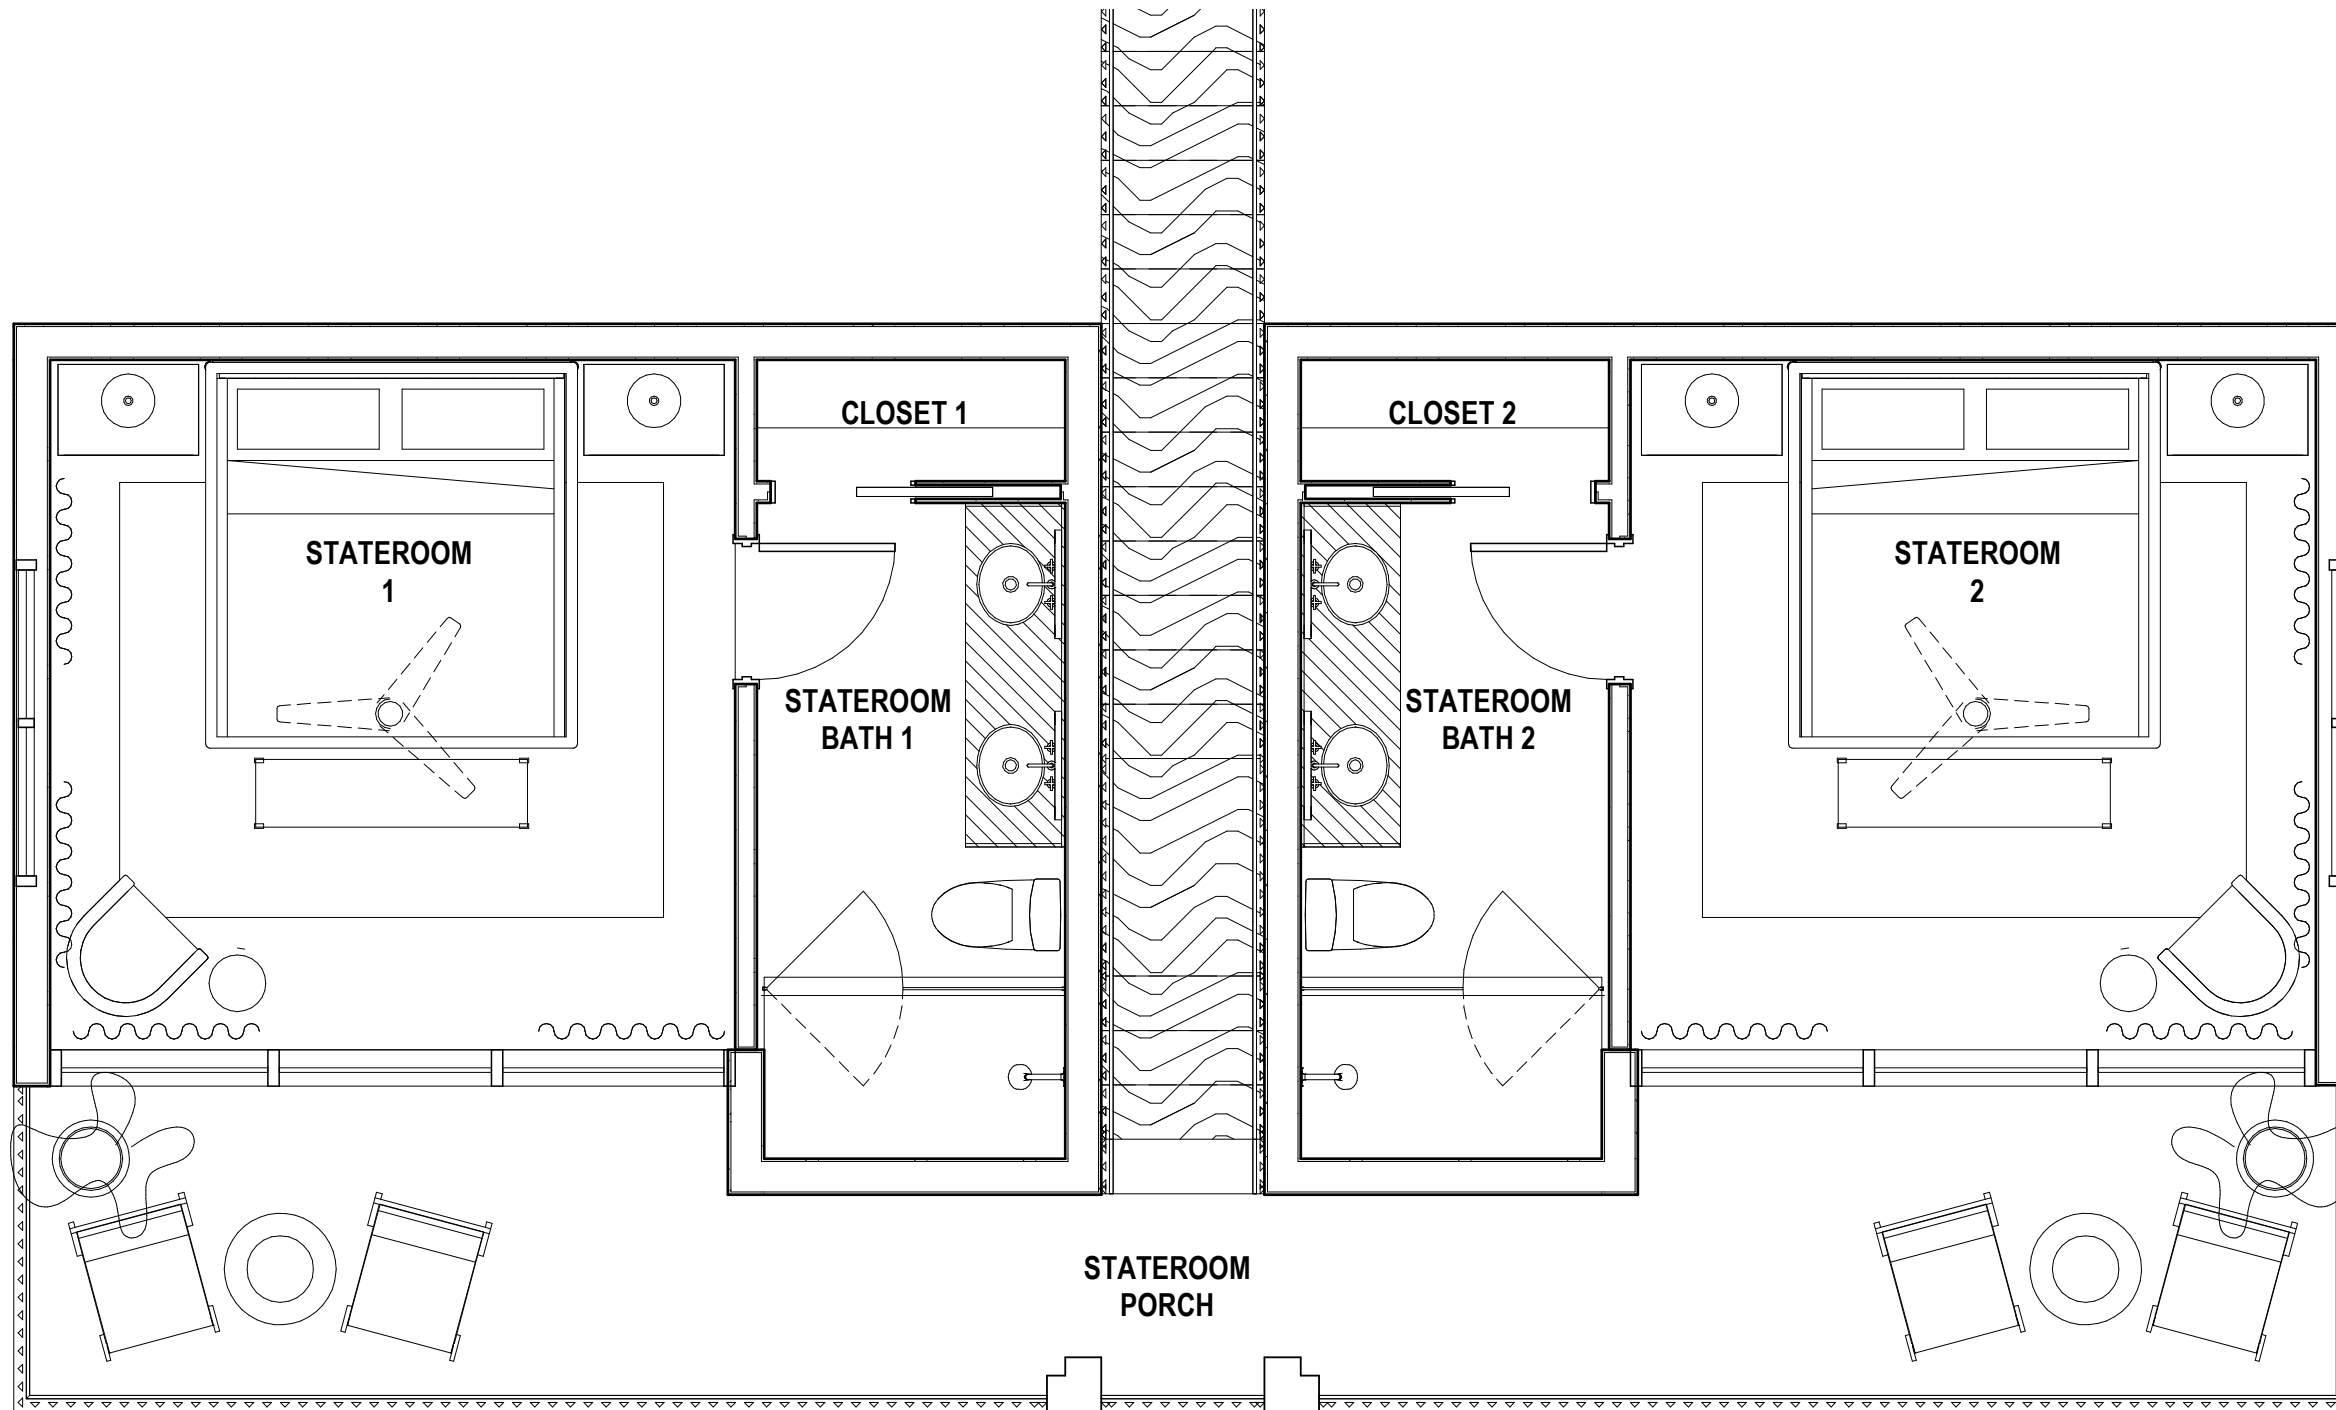 CLOSET 1
CLOSET 2
STATEROOM
1
STATEROOM
2
STATEROOM
BATH 1
STATEROOM
BATH 2
STATEROOM
PORCH